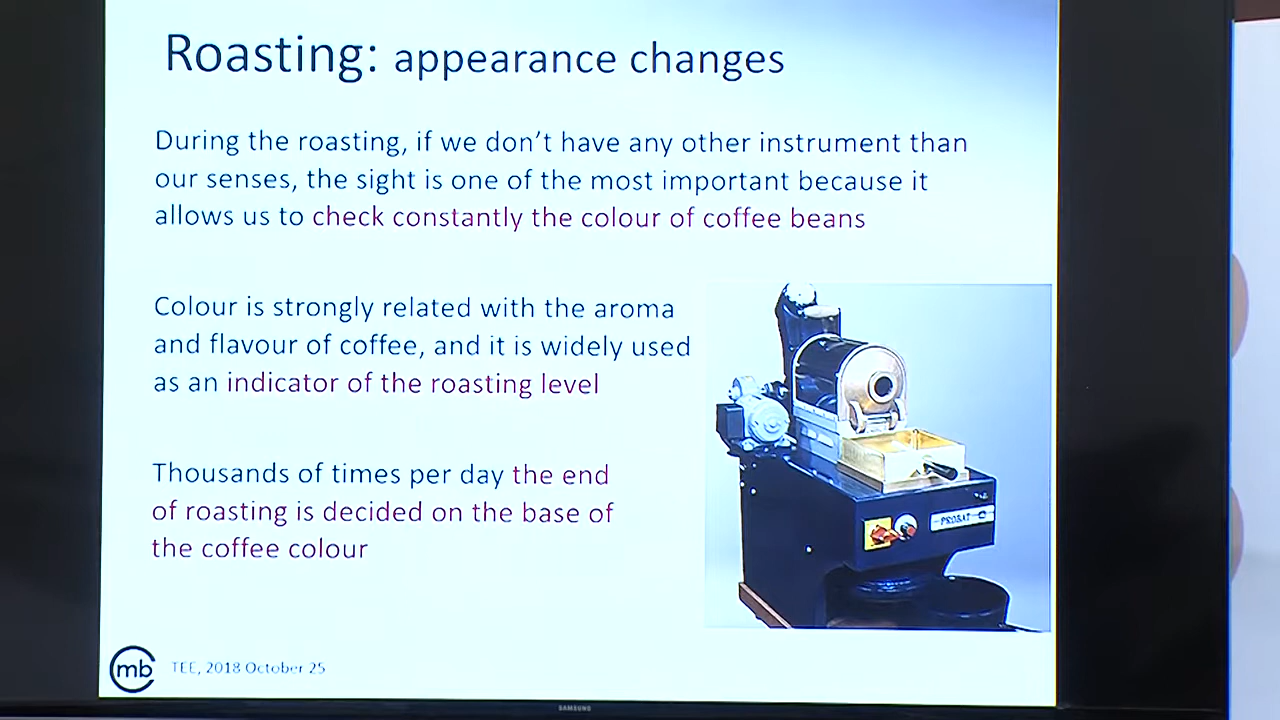 Roasting: appearance changes
During the roasting, if we don't have any other instrument than
our senses, the sight is one of the most important because it
allows us to check constantly the colour of coffee beans
Colour is strongly related with the aroma
and flavour of coffee, and it is widely used
as an indicator of the roasting level
Thousands of times per day the end
of roasting is decided on the base of
the coffee colour
PROBAT
mb
TEE, 2018 October 25
SAMSUNG